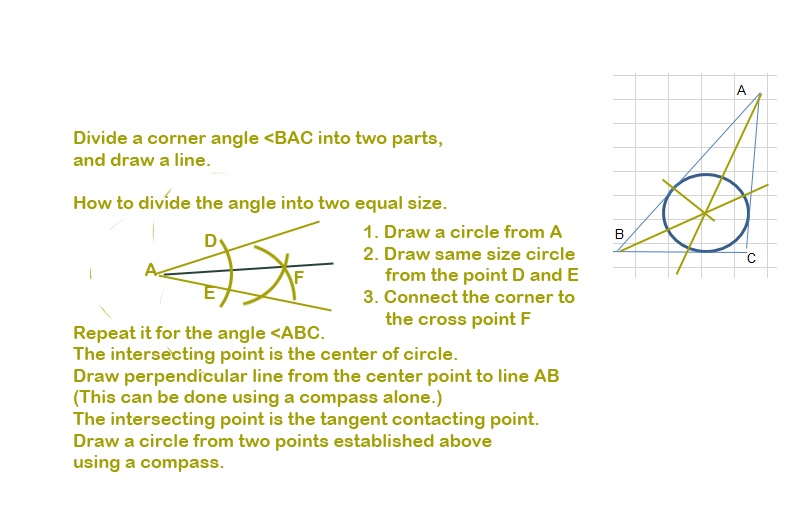 Divide a corner angle <BAC into two parts,
and draw a line.
How to divide the angle into two equal size.
D
A
E
F
1. Draw a circle from A
2. Draw same size circle
from the point D and E
3. Connect the corner to
the cross point F
Repeat it for the angle <ABC.
The intersecting point is the center of circle.
Draw perpendicular line from the center point to line AB
(This can be done using a compass alone.)
The intersecting point is the tangent contacting point.
Draw a circle from two points established above
using a compass.
A
B
C